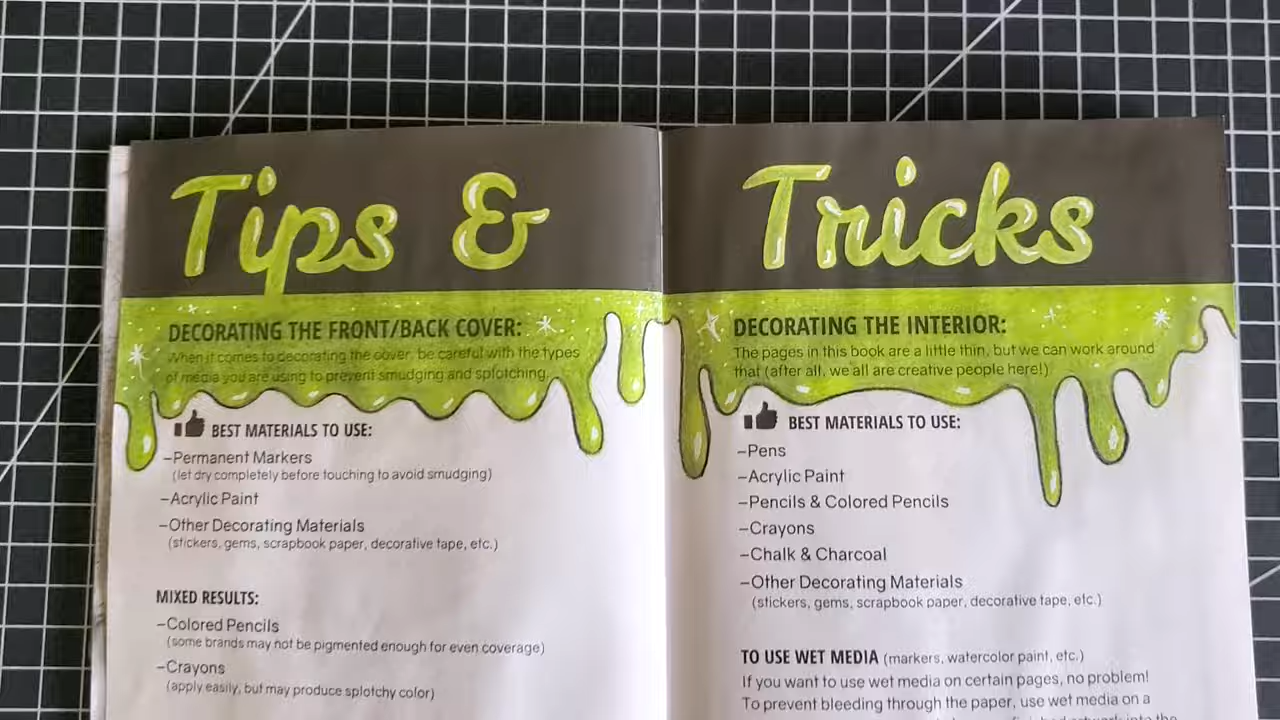 Tips & Tricks
DECORATING THE FRONT/BACK COVER:
When it comes to decorating the cover, be careful with the types
of media you are using to prevent smudging and splotching.
BEST MATERIALS TO USE:
–Permanent Markers
(let dry completely before touching to avoid smudging)
–Acrylic Paint
–Other Decorating Materials
(stickers, gems, scrapbook paper, decorative tape, etc.)
MIXED RESULTS:
–Colored Pencils
(some brands may not be pigmented enough for even coverage)
–Crayons
(apply easily, but may produce splotchy color)
DECORATING THE INTERIOR:
The pages in this book are a little thin, but we can work around
that (after all, we all are creative people here!)
BEST MATERIALS TO USE:
–Pens
–Acrylic Paint
–Pencils & Colored Pencils
–Crayons
–Chalk & Charcoal
–Other Decorating Materials
(stickers, gems, scrapbook paper, decorative tape, etc.)
TO USE WET MEDIA (markers, watercolor paint, etc.)
If you want to use wet media on certain pages, no problem!
To prevent bleeding through the paper, use wet media on a
finished artwork into the